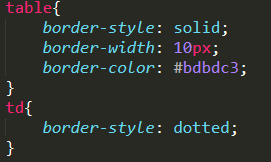 table{
    border-style: solid;
    border-width: 10px;
    border-color: #bdbdc3;
}
td{
    border-style: dotted;
}